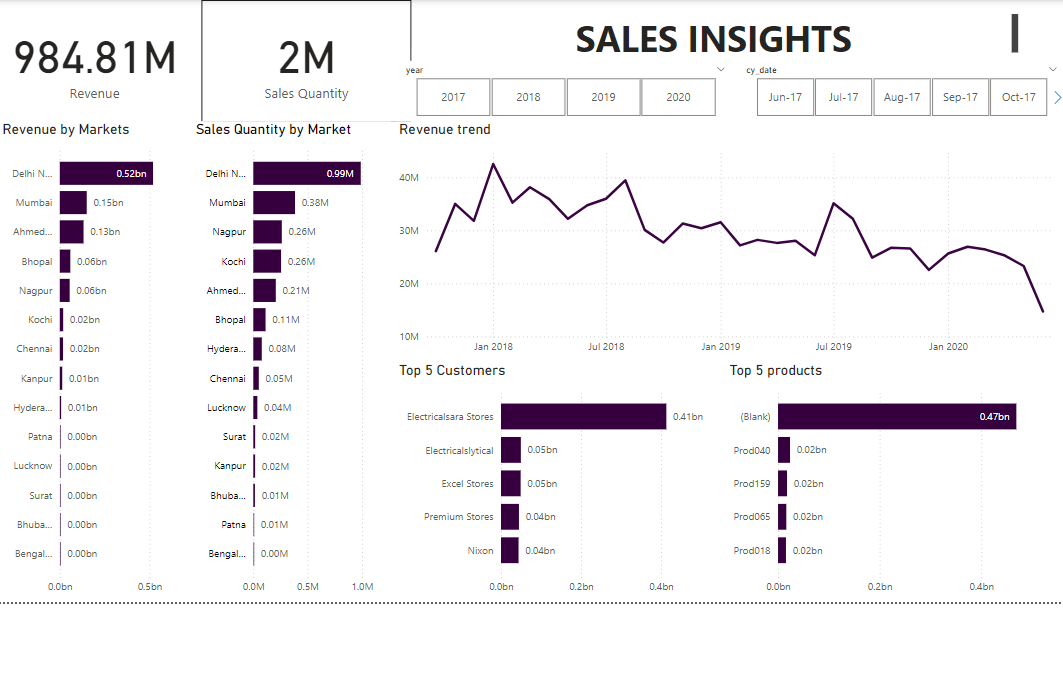 984.81M
Revenue
2M
Sales Quantity
SALES INSIGHTS
year
2017 2018 2019 2020
cy_date
Jun-17 Jul-17 Aug-17 Sep-17 Oct-17
Revenue by Markets
Delhi N... 0.52bn
Mumbai 0.15bn
Ahmed... 0.13bn
Bhopal 0.06bn
Nagpur 0.06bn
Kochi 0.02bn
Chennai 0.02bn
Kanpur 0.01bn
Hydera... 0.01bn
Patna 0.00bn
Lucknow 0.00bn
Surat 0.00bn
Bhuba... 0.00bn
Bengal... 0.00bn
0.0bn 0.5bn
Sales Quantity by Market
Delhi N... 0.99M
Mumbai 0.38M
Nagpur 0.26M
Kochi 0.26M
Ahmed... 0.21M
Bhopal 0.11M
Hydera... 0.08M
Chennai 0.05M
Lucknow 0.04M
Surat 0.02M
Kanpur 0.02M
Bhuba... 0.01M
Patna 0.01M
Bengal... 0.00M
0.0M 0.5M 1.0M
Revenue trend
40M
30M
20M
10M
Jan 2018 Jul 2018 Jan 2019 Jul 2019 Jan 2020
Top 5 Customers
Electricalsara Stores 0.41bn
Electricalslytical 0.05bn
Excel Stores 0.05bn
Premium Stores 0.04bn
Nixon 0.04bn
0.0bn 0.2bn 0.4bn
Top 5 products
(Blank) 0.47bn
Prod040 0.02bn
Prod159 0.02bn
Prod065 0.02bn
Prod018 0.02bn
0.0bn 0.2bn 0.4bn